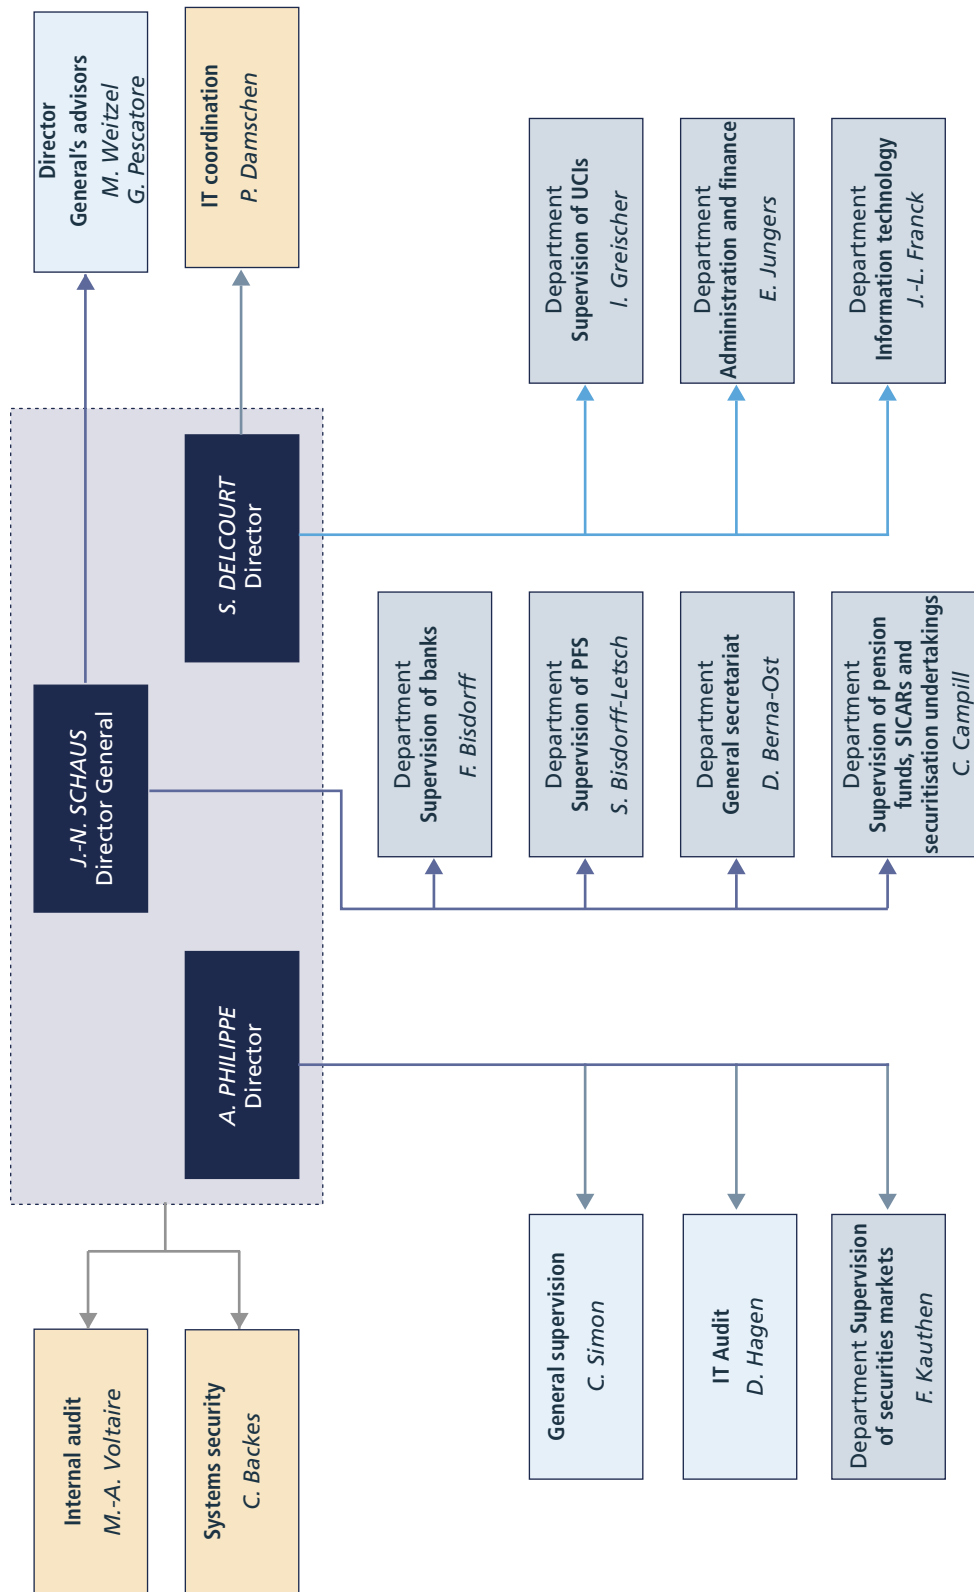 Internal audit
M.-A. Voltaire
Systems security
C. Backes
J.-N. SCHAUS
Director General
A. PHILIPPE
Director
S. DELCOURT
Director
Director
General's advisors
M. Weitzel
G. Pescatore
IT coordination
P. Damschen
General supervision
C. Simon
IT Audit
D. Hagen
Department Supervision
of securities markets
F. Kauthen
Department
Supervision of banks
F. Bisdorff
Department
Supervision of PFS
S. Bisdorff-Letsch
Department
General secretariat
D. Berna-Ost
Department
Supervision of pension
funds, SICARs and
securitisation undertakings
C. Campill
Department
Supervision of UCIs
I. Greischer
Department
Administration and finance
E. Jungers
Department
Information technology
J.-L. Franck